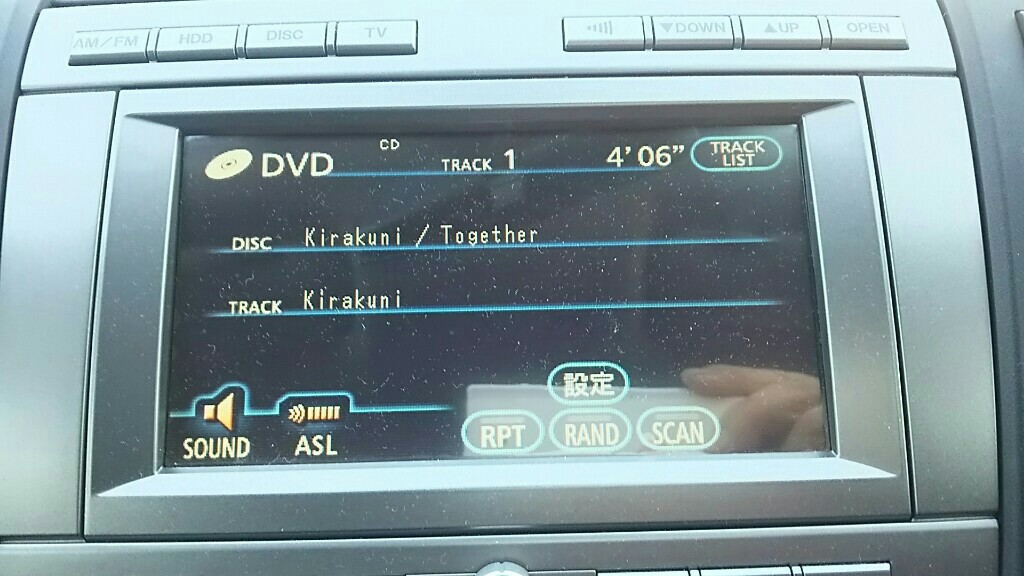 AM/FM HDD DISC TV ▼DOWN ▲UP OPEN
DVD CD TRACK 1 4'06" TRACK LIST
DISC Kirakuni / Together
TRACK Kirakuni
設定
SOUND ASL RPT RAND SCAN